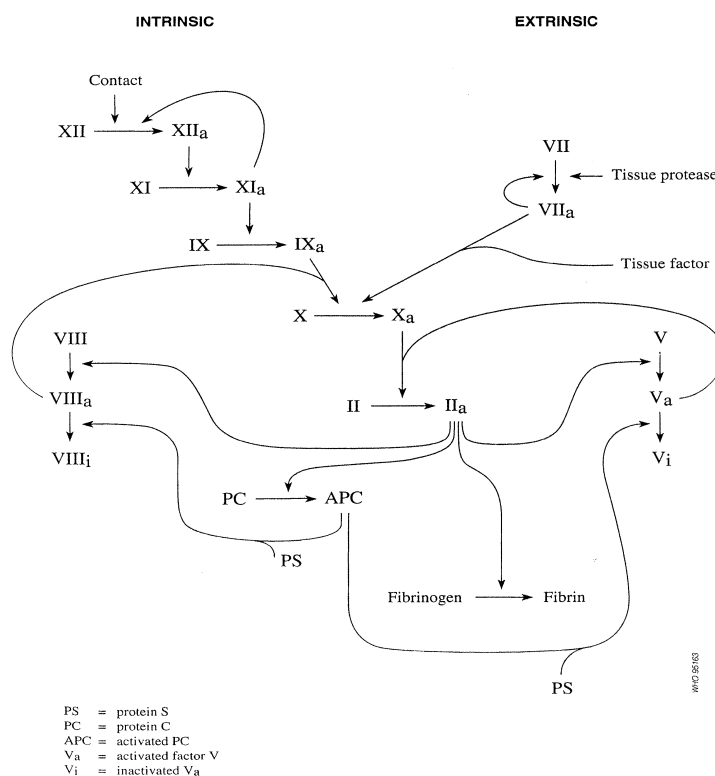 INTRINSIC EXTRINSIC
Contact
XII XIIa
VII
XI XIa Tissue protease
VIIa
IX IXa
Tissue factor
X Xa
VIII V
VIIIa II IIa Va
VIIIi Vi
PC APC
PS
Fibrinogen Fibrin
PS
WHO 95163
PS = protein S
PC = protein C
APC = activated PC
Va = activated factor V
Vi = inactivated Va